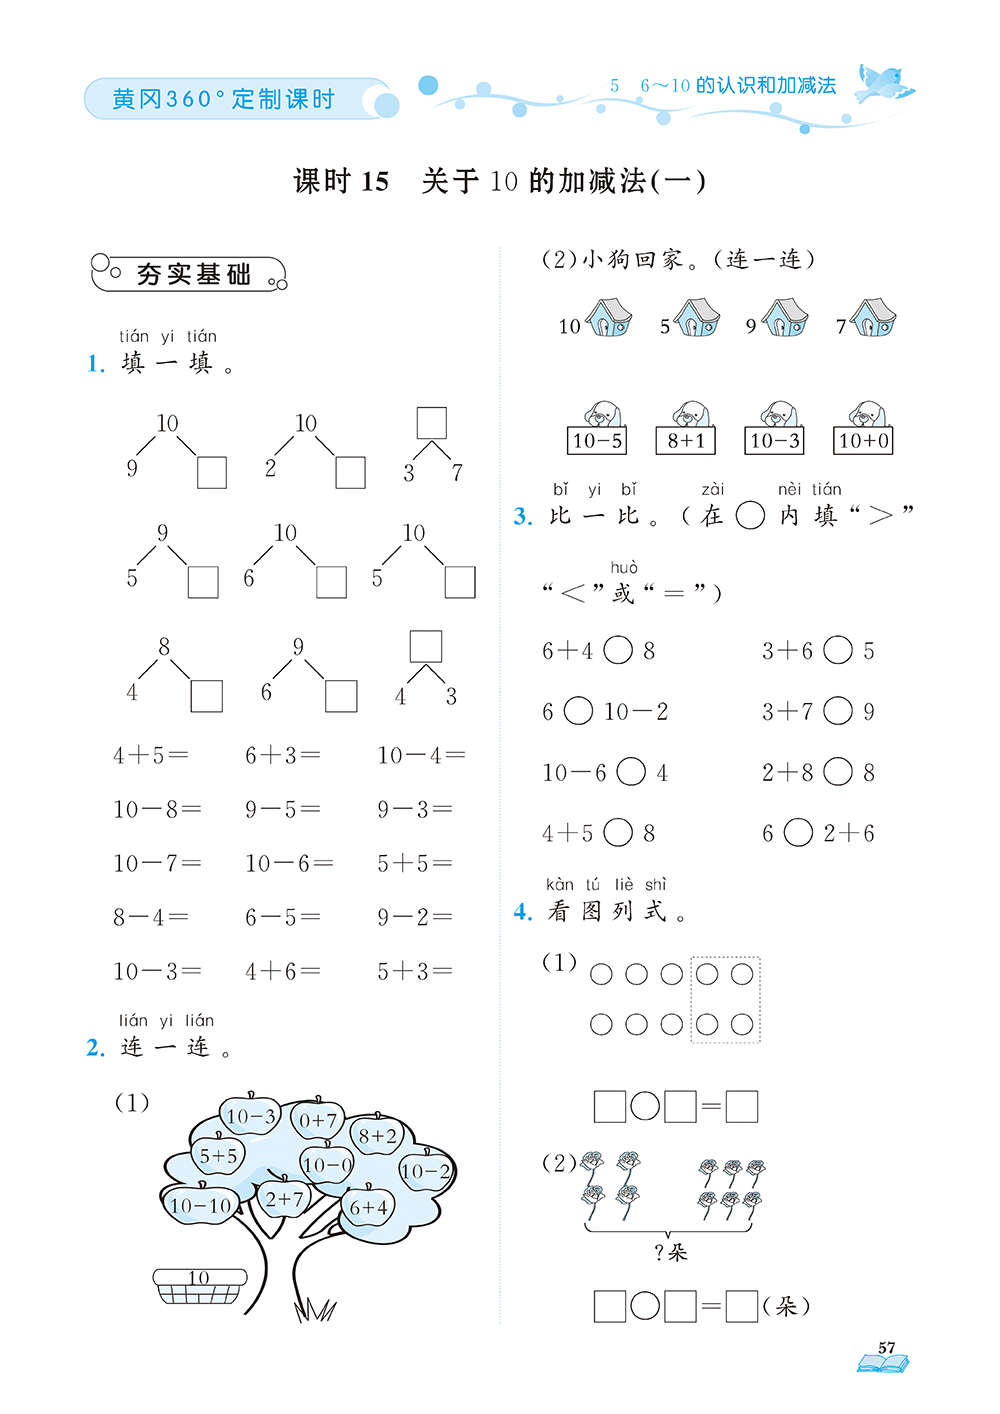 黄冈360°定制课时
5 6～10的认识和加减法
课时15 关于10的加减法(一)
夯实基础
tián yi tián
1. 填一填。
10 10 □
9 □ 2 □ 3 7
9 10 10
5 □ 6 □ 5 □
8 9 □
4 □ 6 □ 4 3
4+5= 6+3= 10-4=
10-8= 9-5= 9-3=
10-7= 10-6= 5+5=
8-4= 6-5= 9-2=
10-3= 4+6= 5+3=
lián yi lián
2. 连一连。
(1)
10-3 0+7 8+2
5+5 10-0 10-2
10-10 2+7 6+4
10
(2)小狗回家。(连一连)
10 5 9 7
10-5 8+1 10-3 10+0
bǐ yi bǐ zài nèi tián
3. 比一比。(在○内填“＞”
huò
“＜”或“＝”)
6+4○8 3+6○5
6○10-2 3+7○9
10-6○4 2+8○8
4+5○8 6○2+6
kàn tú liè shì
4. 看图列式。
(1)
□○□=□
(2)
?朵
□○□=□(朵)
57